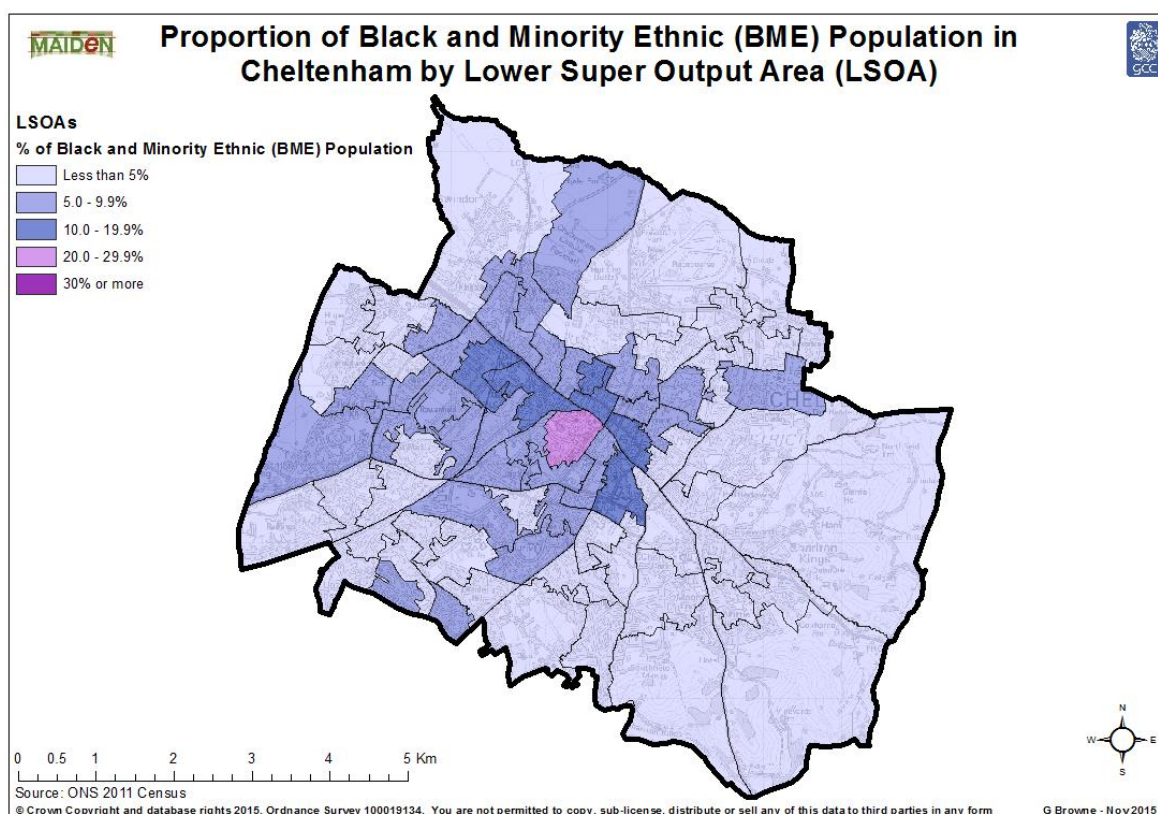 MAIDEN
Proportion of Black and Minority Ethnic (BME) Population in
Cheltenham by Lower Super Output Area (LSOA)
GCC
LSOAs
% of Black and Minority Ethnic (BME) Population
Less than 5%
5.0 - 9.9%
10.0 - 19.9%
20.0 - 29.9%
30% or more
Racecourse
CHEL
Charlton
Kings
N
W
E
S
0 0.5 1 2 3 4 5 Km
Source: ONS 2011 Census
© Crown Copyright and database rights 2015. Ordnance Survey 100019134. You are not permitted to copy, sub-license, distribute or sell any of this data to third parties in any form
G Browne - Nov 2015